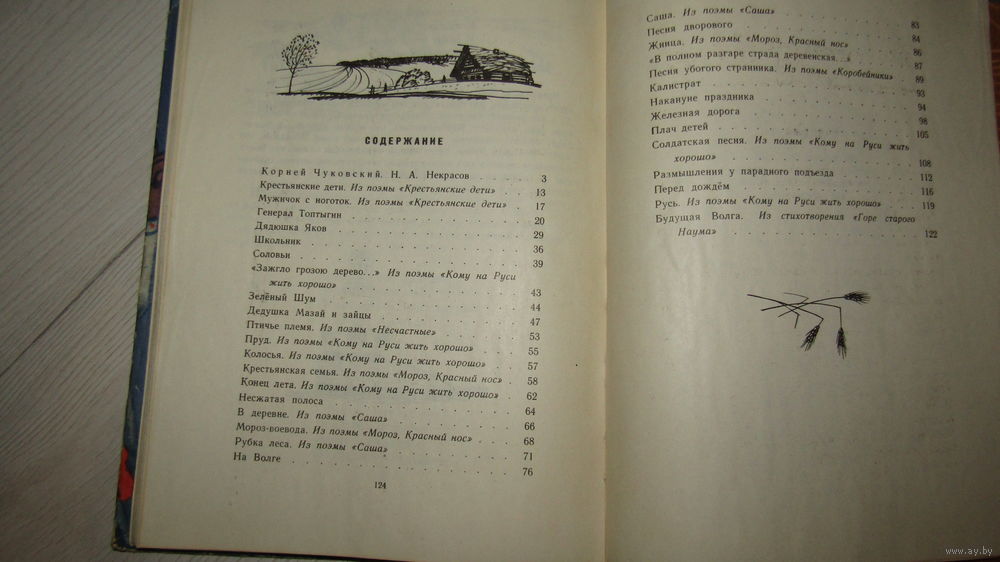 СОДЕРЖАНИЕ
Корней Чуковский. Н. А. Некрасов . . . 3
Крестьянские дети. Из поэмы «Крестьянские дети» . . 13
Мужичок с ноготок. Из поэмы «Крестьянские дети» . . 17
Генерал Топтыгин . . . 20
Дядюшка Яков . . . 29
Школьник . . . 36
Соловьи . . . 39
«Зажгло грозою дерево...» Из поэмы «Кому на Руси
жить хорошо» . . . 43
Зелёный Шум . . . 44
Дедушка Мазай и зайцы . . . 47
Птичье племя. Из поэмы «Несчастные» . . . 53
Пруд. Из поэмы «Кому на Руси жить хорошо» . . . 55
Колосья. Из поэмы «Кому на Руси жить хорошо» . . . 57
Крестьянская семья. Из поэмы «Мороз, Красный нос» . 58
Конец лета. Из поэмы «Кому на Руси жить хорошо» . . 62
Несжатая полоса . . . 64
В деревне. Из поэмы «Саша» . . . 66
Мороз-воевода. Из поэмы «Мороз, Красный нос» . . . 68
Рубка леса. Из поэмы «Саша» . . . 71
На Волге . . . 76
124
Саша. Из поэмы «Саша» . . . 83
Песня дворового . . . 84
Жница. Из поэмы «Мороз, Красный нос» . . . 86
«В полном разгаре страда деревенская...» . . . 87
Песня убогого странника. Из поэмы «Коробейники» . . 89
Калистрат . . . 93
Накануне праздника . . . 94
Железная дорога . . . 98
Плач детей . . . 105
Солдатская песня. Из поэмы «Кому на Руси жить
хорошо» . . . 108
Размышления у парадного подъезда . . . 112
Перед дождём . . . 116
Русь. Из поэмы «Кому на Руси жить хорошо» . . . 119
Будущая Волга. Из стихотворения «Горе старого
Наума» . . . 122
www.ay.by